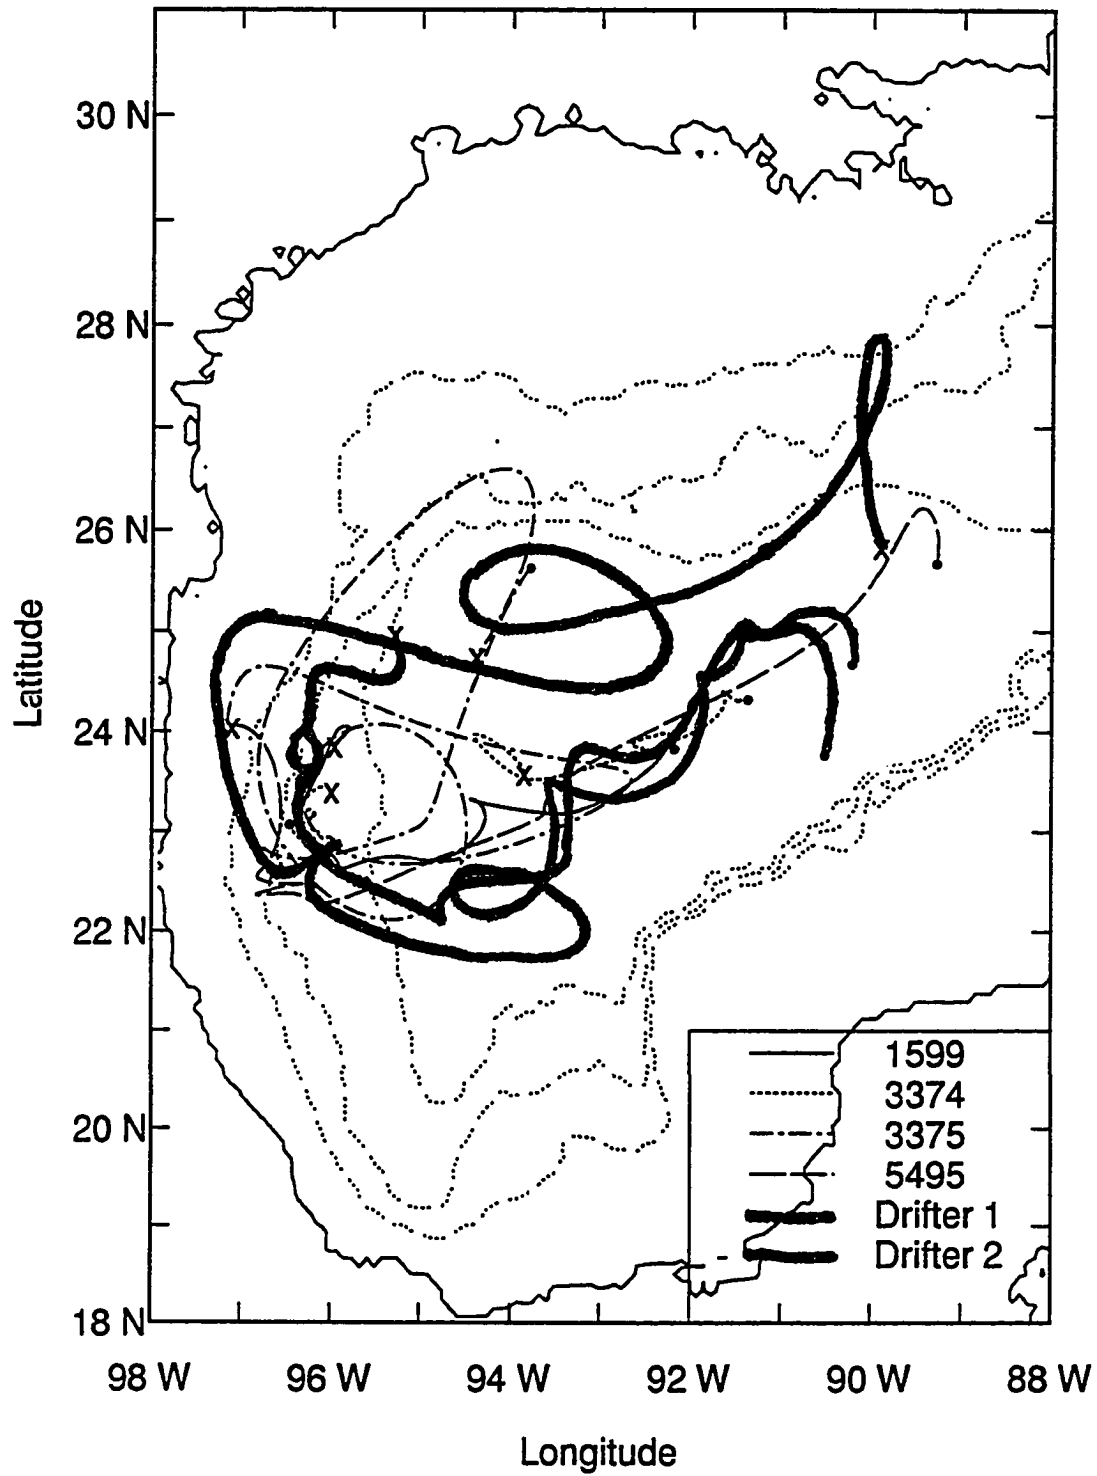 30 N
28 N
26 N
24 N
22 N
20 N
18 N
Latitude
98 W 96 W 94 W 92 W 90 W 88 W
Longitude
1599
3374
3375
5495
Drifter 1
Drifter 2
X
X
X
X
X
X
X
X